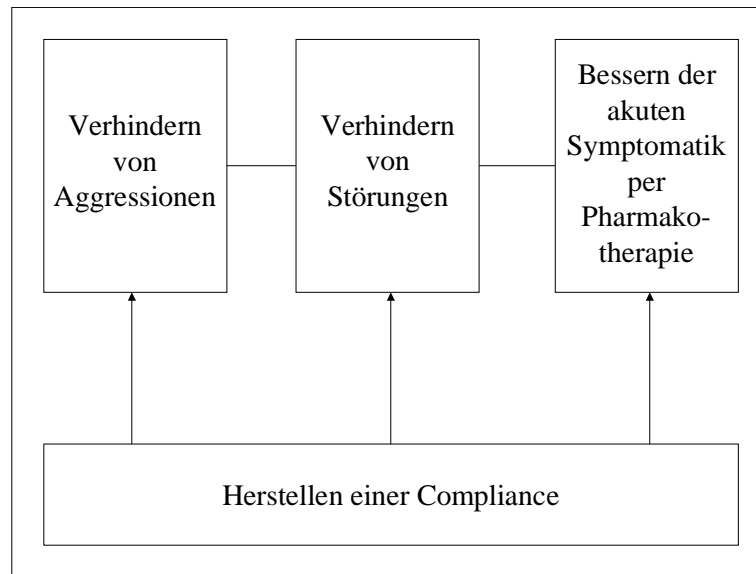 Verhindern
von
Aggressionen
Verhindern
von
Störungen
Bessern der
akuten
Symptomatik
per
Pharmako-
therapie
Herstellen einer Compliance